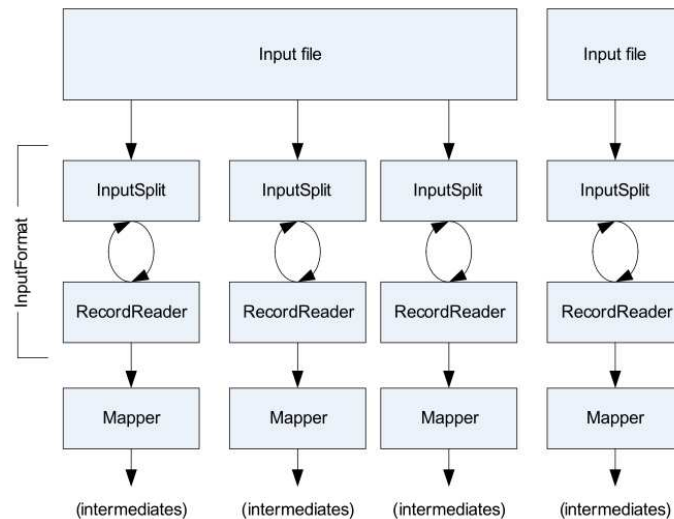 Input file Input file
InputSplit InputSplit InputSplit InputSplit
InputFormat
RecordReader RecordReader RecordReader RecordReader
Mapper Mapper Mapper Mapper
(intermediates) (intermediates) (intermediates) (intermediates)